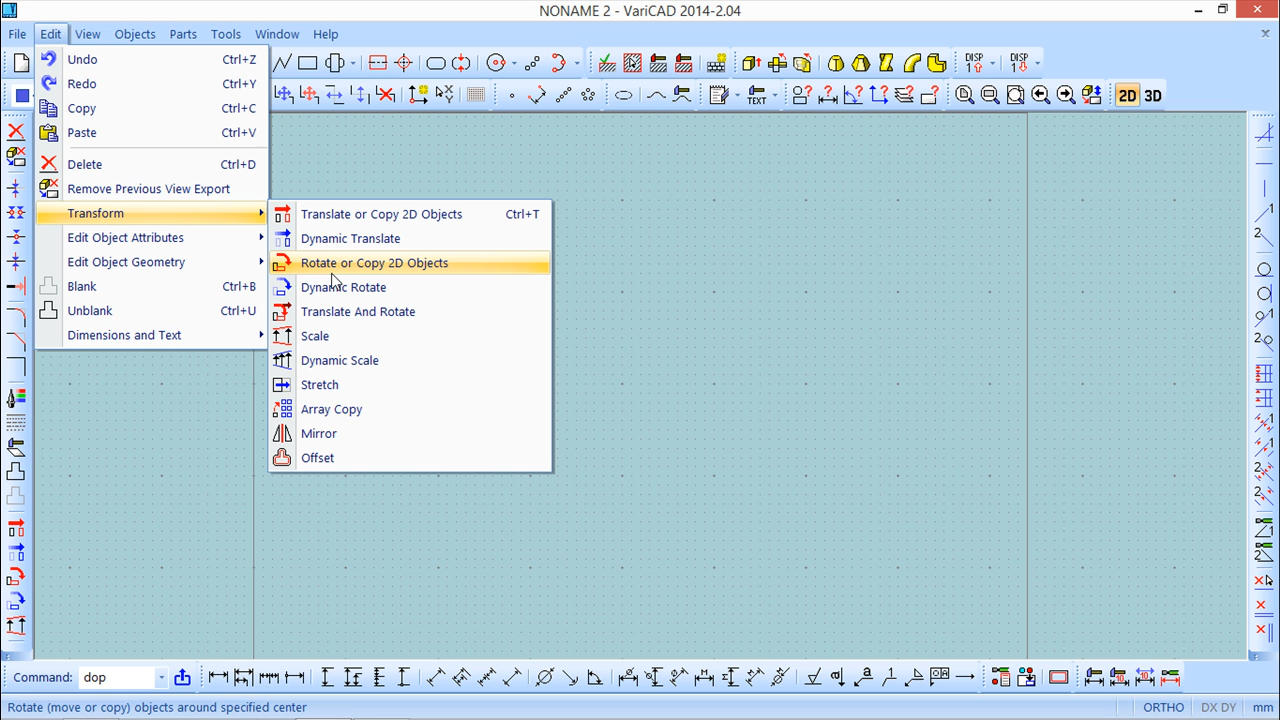 NONAME 2 - VariCAD 2014-2.04
File Edit View Objects Parts Tools Window Help
DISP 1 DISP 1
TEXT 2D 3D
Undo Ctrl+Z
Redo Ctrl+Y
Copy Ctrl+C
Paste Ctrl+V
Delete Ctrl+D
Remove Previous View Export
Transform
Edit Object Attributes
Edit Object Geometry
Blank Ctrl+B
Unblank Ctrl+U
Dimensions and Text
Translate or Copy 2D Objects Ctrl+T
Dynamic Translate
Rotate or Copy 2D Objects
Dynamic Rotate
Translate And Rotate
Scale
Dynamic Scale
Stretch
Array Copy
Mirror
Offset
Command: dop
Rotate (move or copy) objects around specified center ORTHO DX DY mm